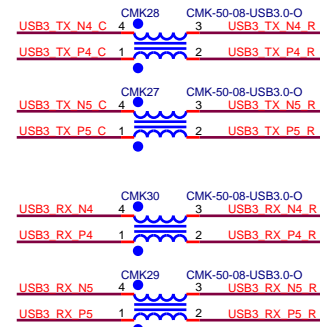 CMK28 CMK-50-08-USB3.0-O
USB3_TX_N4_C 4 3 USB3_TX_N4_R
USB3_TX_P4_C 1 2 USB3_TX_P4_R
CMK27 CMK-50-08-USB3.0-O
USB3_TX_N5_C 4 3 USB3_TX_N5_R
USB3_TX_P5_C 1 2 USB3_TX_P5_R
CMK30 CMK-50-08-USB3.0-O
USB3_RX_N4 4 3 USB3_RX_N4_R
USB3_RX_P4 1 2 USB3_RX_P4_R
CMK29 CMK-50-08-USB3.0-O
USB3_RX_N5 4 3 USB3_RX_N5_R
USB3_RX_P5 1 2 USB3_RX_P5_R